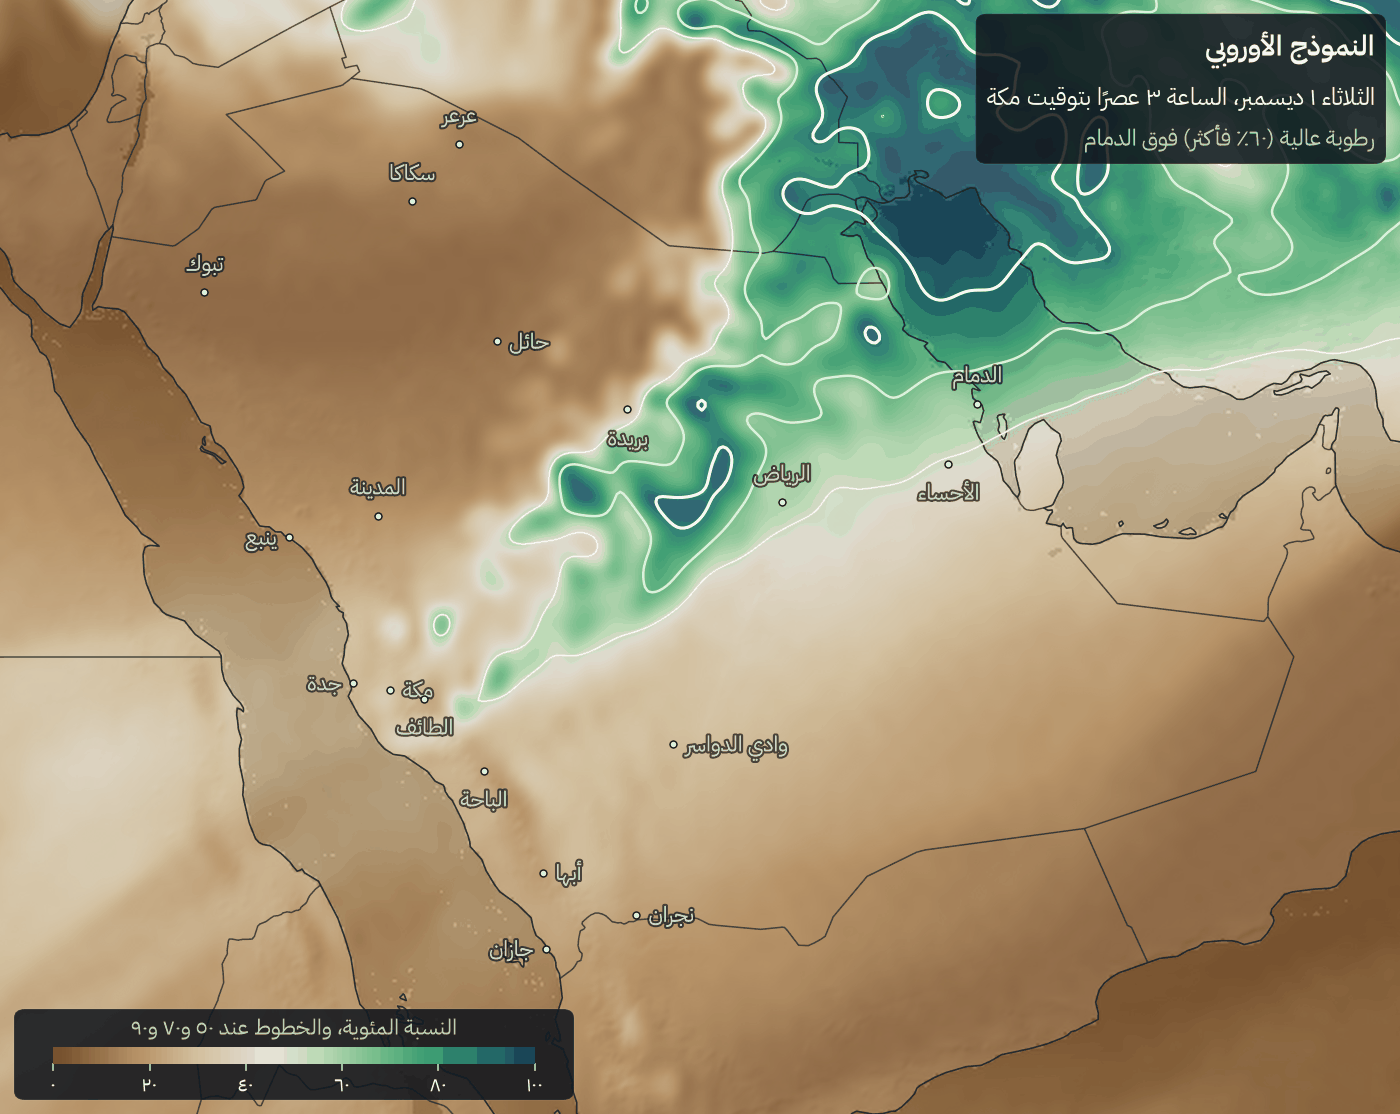 النموذج الأوروبي
الثلاثاء ١ ديسمبر، الساعة ٣ عصرًا بتوقيت مكة
رطوبة عالية (٦٠٪ فأكثر) فوق الدمام
عرعر
سكاكا
تبوك
حائل
الدمام
بريدة
الرياض
الأحساء
المدينة
ينبع
جدة
مكة
الطائف
وادي الدواسر
الباحة
أبها
نجران
جازان
النسبة المئوية، والخطوط عند ٥٠ و٧٠ و٩٠
٠ ٢٠ ٤٠ ٦٠ ٨٠ ١٠٠